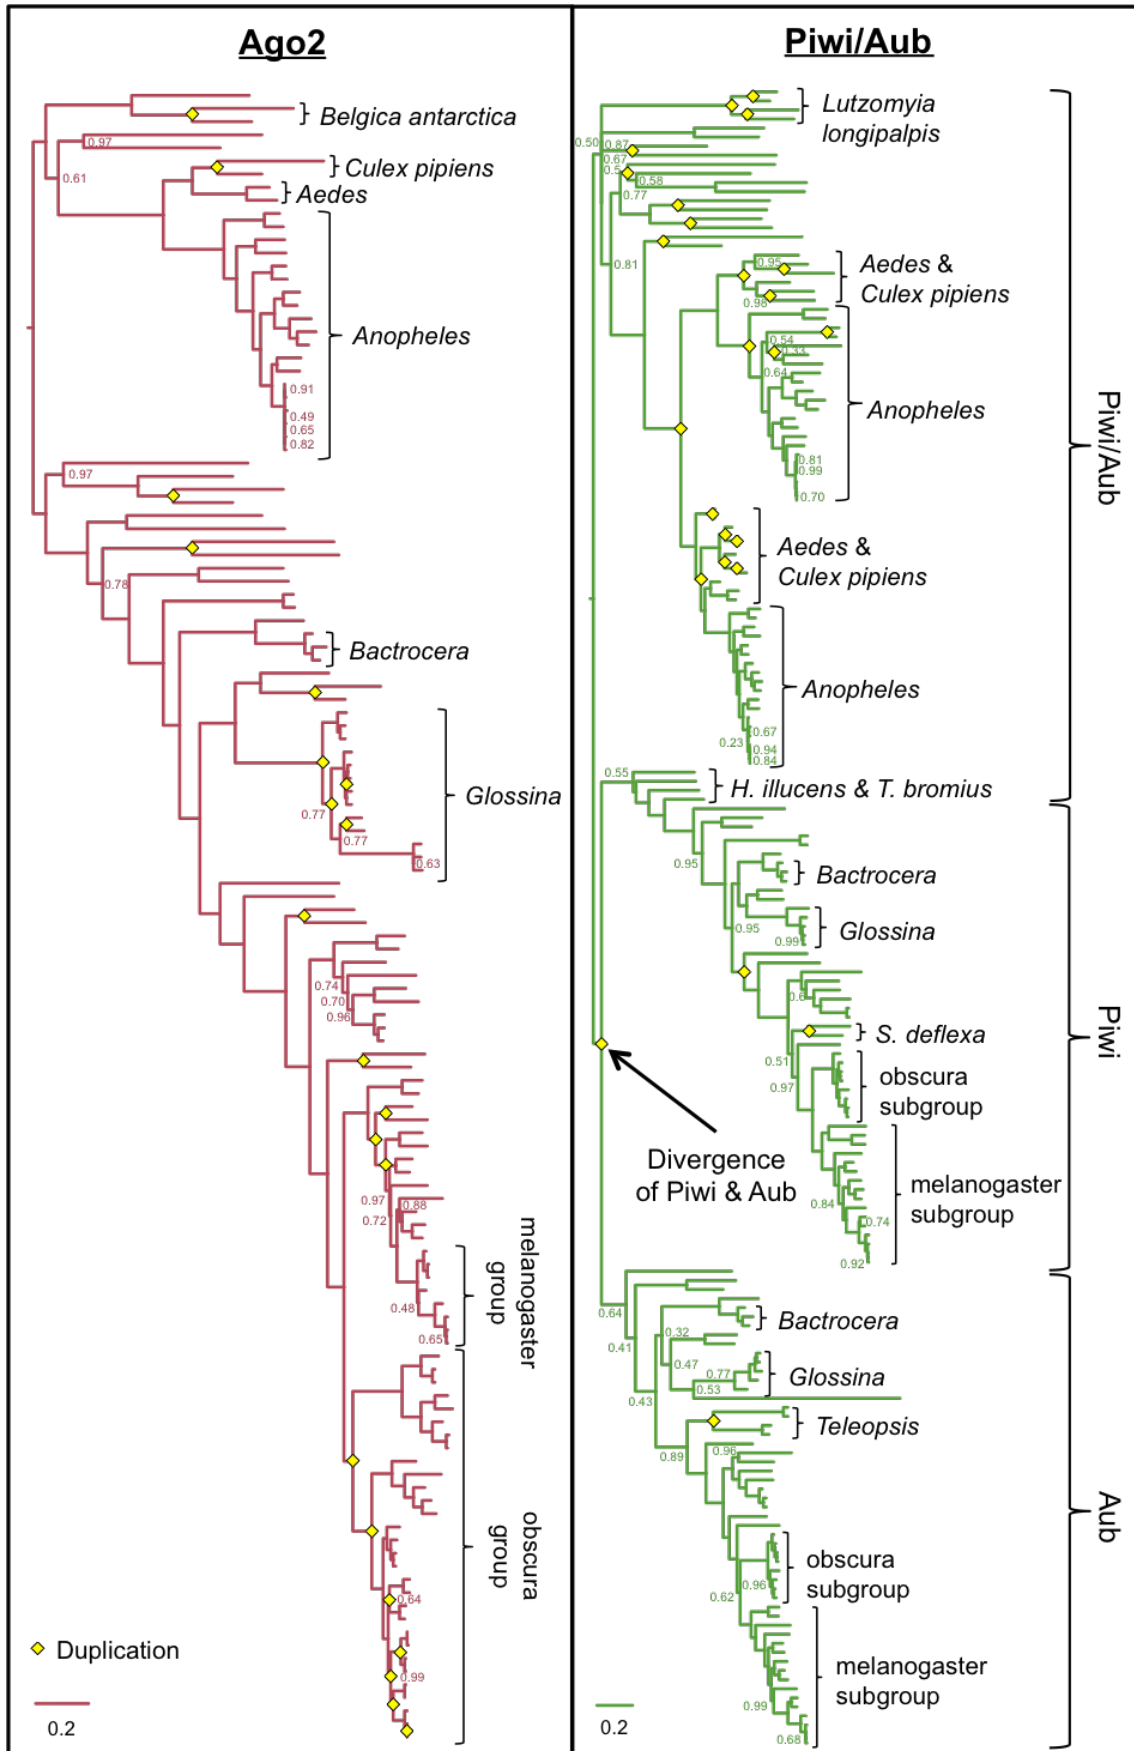 Ago2
Belgica antarctica
0.97
0.61
Culex pipiens
Aedes
Anopheles
0.91
0.49
0.65
0.82
0.97
0.78
Bactrocera
Glossina
0.77
0.77
0.63
0.74
0.70
0.96
0.97
0.88
0.72
0.48
0.65
melanogaster
group
obscura
group
0.64
0.99
Duplication
0.2
Piwi/Aub
Lutzomyia
longipalpis
0.50
0.87
0.67
0.58
0.77
0.81
0.95
0.98
Aedes &
Culex pipiens
0.54
0.33
0.64
Anopheles
0.81
0.99
0.70
Aedes &
Culex pipiens
Anopheles
0.67
0.23
0.94
0.84
Piwi/Aub
0.55
H. illucens & T. bromius
0.95
Bactrocera
0.95
Glossina
0.99
0.6
S. deflexa
0.51
0.97
obscura
subgroup
Divergence
of Piwi & Aub
melanogaster
subgroup
0.84
0.74
0.92
Piwi
0.64
0.32
Bactrocera
0.41
0.47
0.77
0.53
Glossina
0.43
Teleopsis
0.89
0.96
obscura
subgroup
0.96
0.62
melanogaster
subgroup
0.99
0.68
Aub
0.2